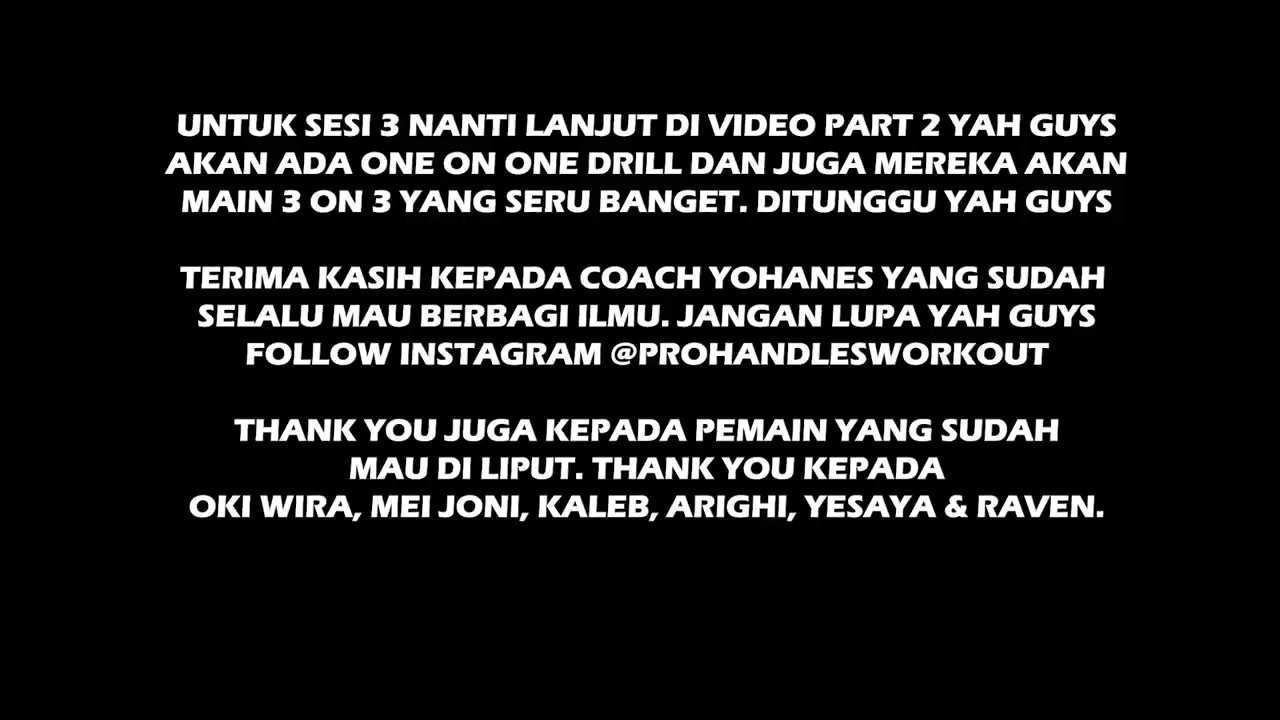 UNTUK SESI 3 NANTI LANJUT DI VIDEO PART 2 YAH GUYS
AKAN ADA ONE ON ONE DRILL DAN JUGA MEREKA AKAN
MAIN 3 ON 3 YANG SERU BANGET. DITUNGGU YAH GUYS
TERIMA KASIH KEPADA COACH YOHANES YANG SUDAH
SELALU MAU BERBAGI ILMU. JANGAN LUPA YAH GUYS
FOLLOW INSTAGRAM @PROHANDLESWORKOUT
THANK YOU JUGA KEPADA PEMAIN YANG SUDAH
MAU DI LIPUT. THANK YOU KEPADA
OKI WIRA, MEI JONI, KALEB, ARIGHI, YESAYA & RAVEN.